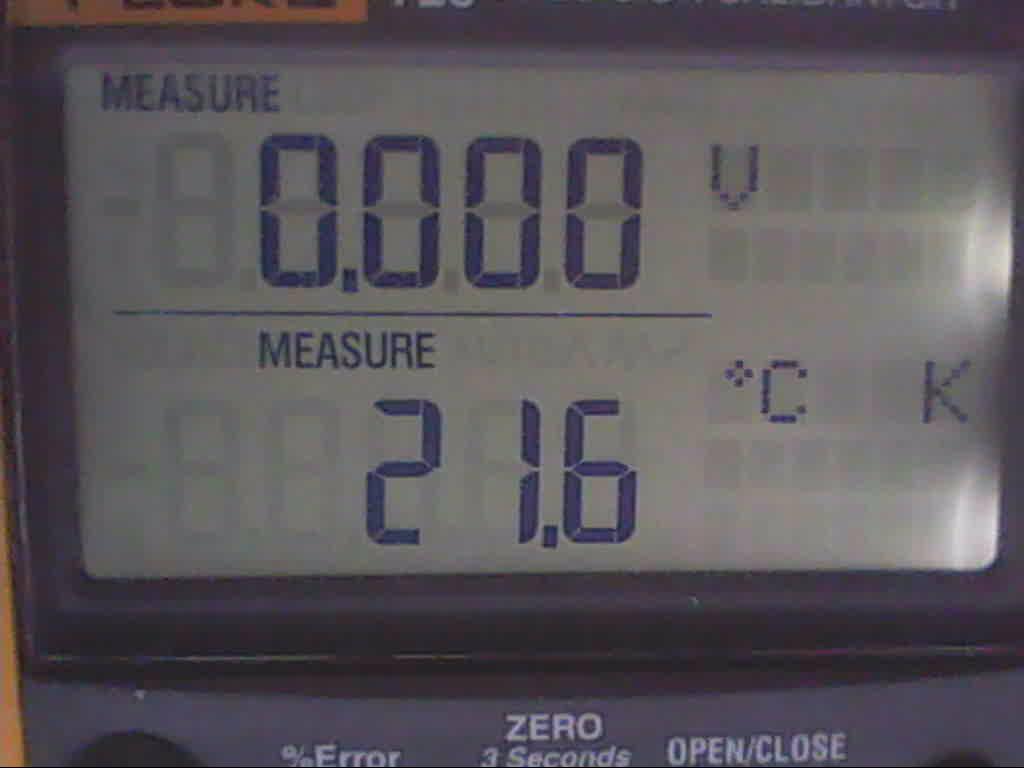 MEASURE
0.000 V
MEASURE
21.6 °C K
ZERO
%Error 3 Seconds OPEN/CLOSE